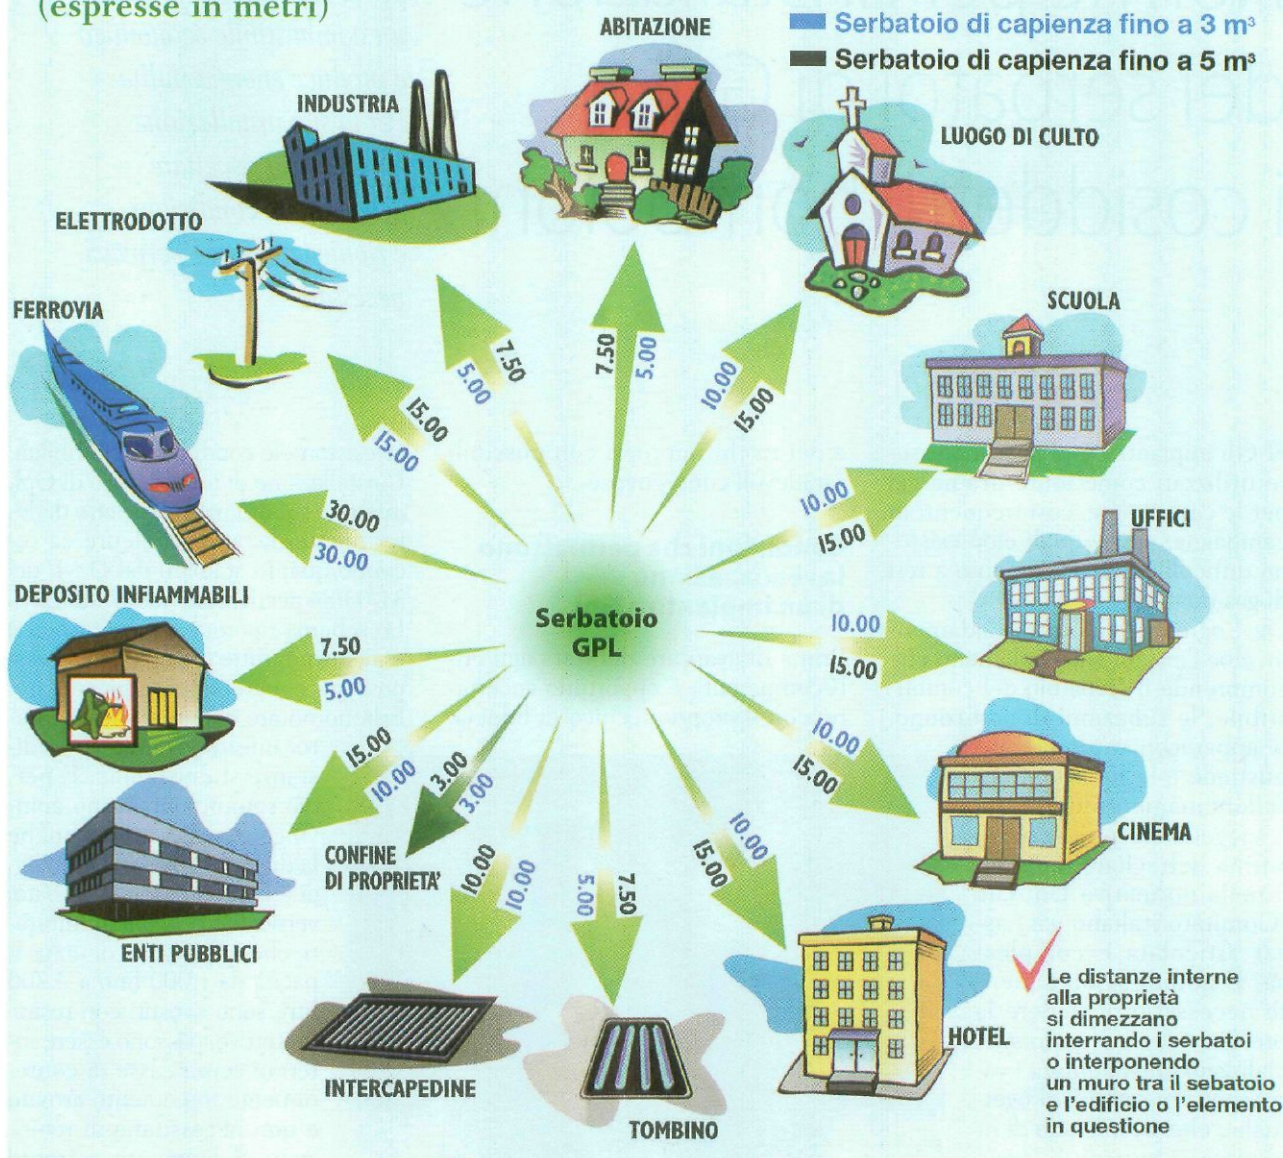 (espresse in metri)
Serbatoio di capienza fino a 3 m³
Serbatoio di capienza fino a 5 m³
ABITAZIONE
INDUSTRIA
LUOGO DI CULTO
ELETTRODOTTO
SCUOLA
FERROVIA
UFFICI
DEPOSITO INFIAMMABILI
CINEMA
ENTI PUBBLICI
CONFINE
DI PROPRIETA'
HOTEL
INTERCAPEDINE
TOMBINO
Serbatoio
GPL
7.50
5.00
10.00
15.00
10.00
15.00
10.00
15.00
10.00
15.00
10.00
15.00
7.50
5.00
10.00
10.00
3.00
3.00
15.00
10.00
7.50
5.00
30.00
30.00
15.00
15.00
7.50
5.00
Le distanze interne
alla proprietà
si dimezzano
interrando i serbatoi
o interponendo
un muro tra il sebatoio
e l'edificio o l'elemento
in questione